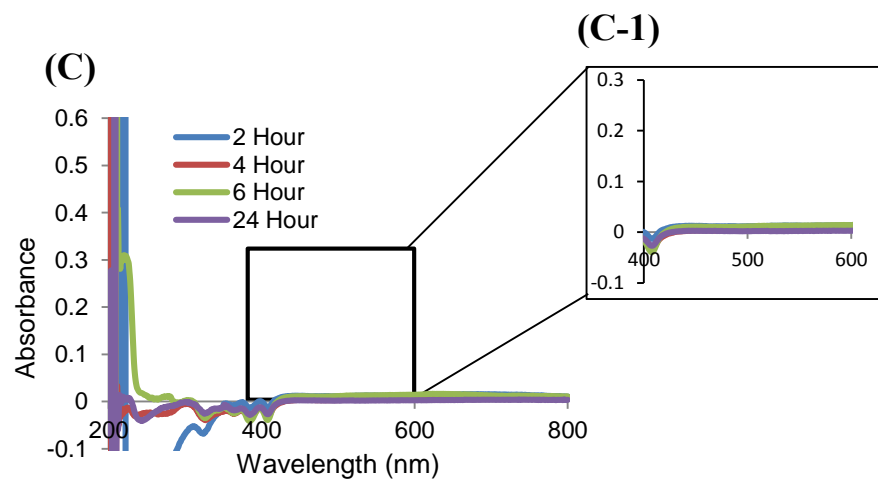 (C)
(C-1)
0.6
0.5
0.4
0.3
0.2
0.1
0
-0.1
Absorbance
2 Hour
4 Hour
6 Hour
24 Hour
200 400 600 800
Wavelength (nm)
0.3
0.2
0.1
0
-0.1
400 500 600